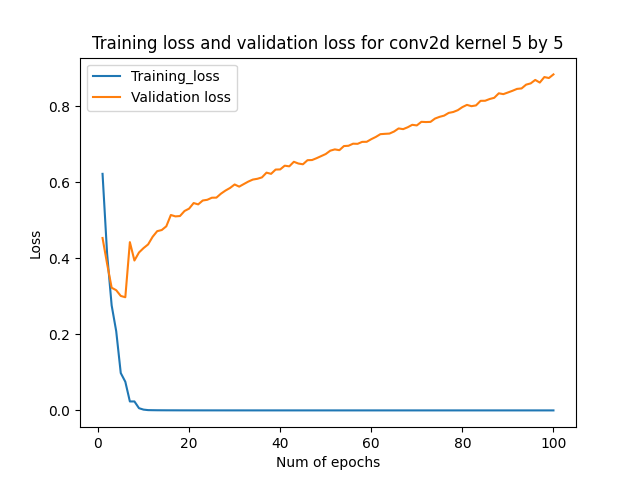 Training loss and validation loss for conv2d kernel 5 by 5
Training_loss
Validation loss
Loss
0.8
0.6
0.4
0.2
0.0
0 20 40 60 80 100
Num of epochs